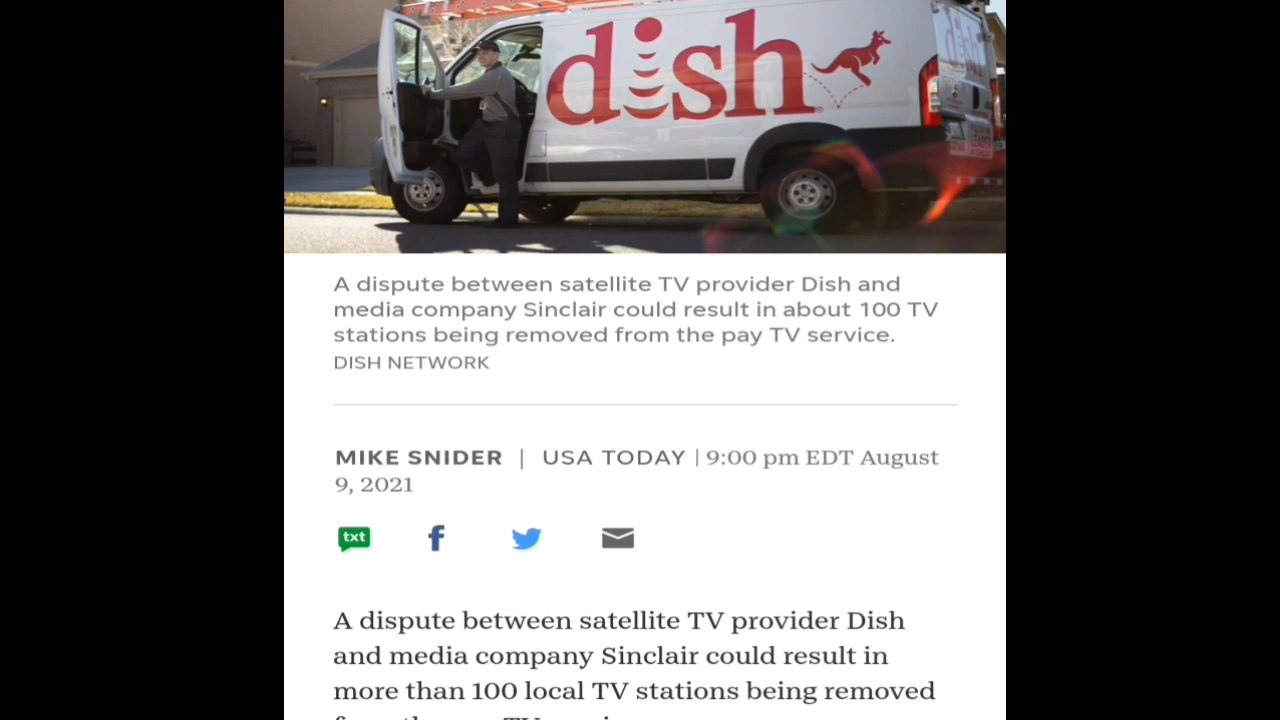 dish
A dispute between satellite TV provider Dish and
media company Sinclair could result in about 100 TV
stations being removed from the pay TV service.
DISH NETWORK
MIKE SNIDER | USA TODAY | 9:00 pm EDT August
9, 2021
txt
A dispute between satellite TV provider Dish
and media company Sinclair could result in
more than 100 local TV stations being removed